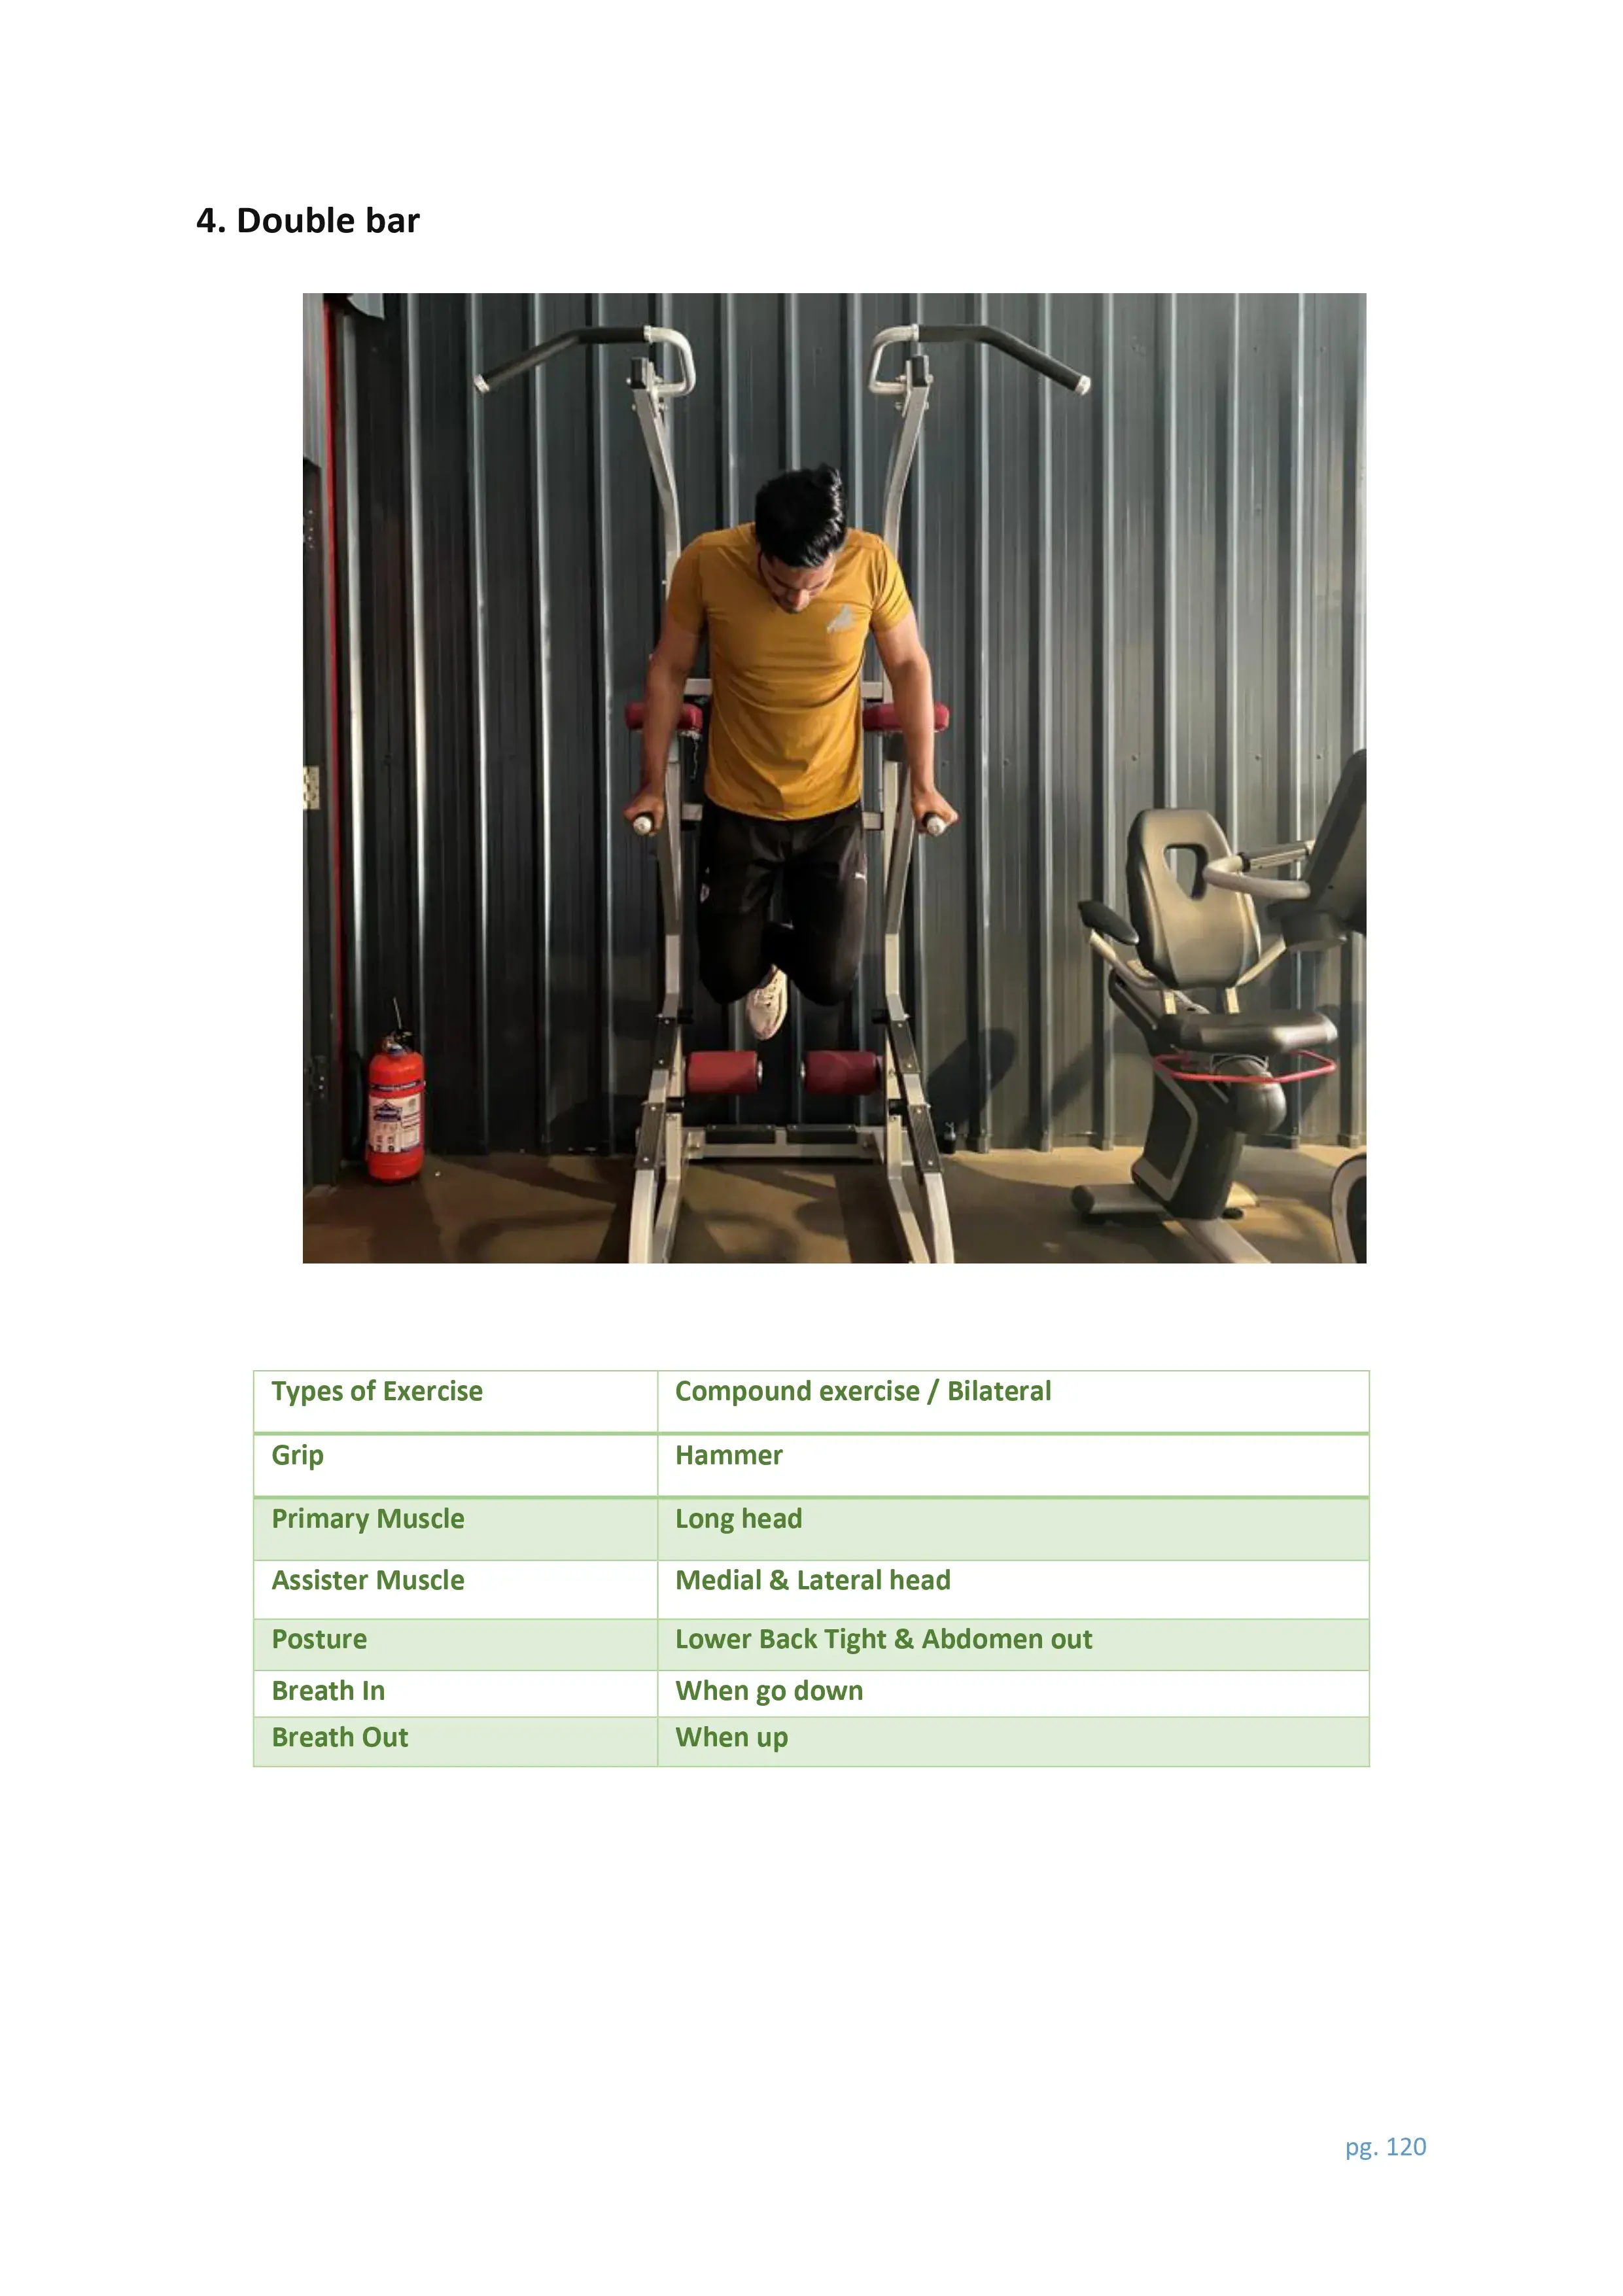 4. Double bar
Types of Exercise
Compound exercise / Bilateral
Grip
Hammer
Primary Muscle
Long head
Assister Muscle
Medial & Lateral head
Posture
Lower Back Tight & Abdomen out
Breath In
When go down
Breath Out
When up
pg. 120